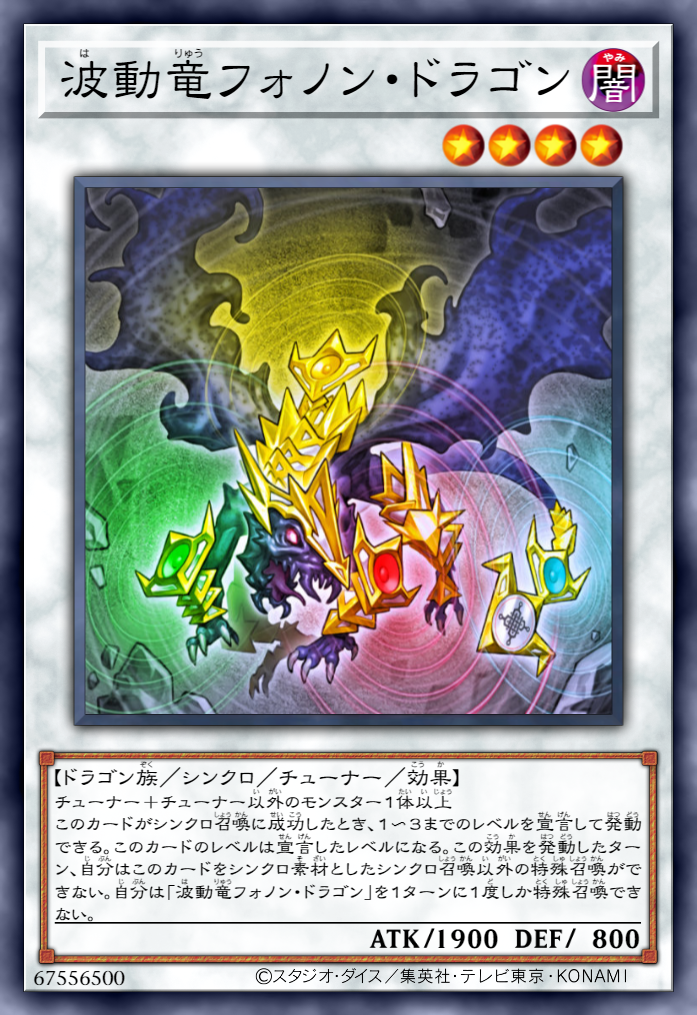 波動竜フォノン・ドラゴン
闇
【ドラゴン族／シンクロ／チューナー／効果】
チューナー＋チューナー以外のモンスター１体以上
このカードがシンクロ召喚に成功したとき、１～３までのレベルを宣言して発動
できる。このカードのレベルは宣言したレベルになる。この効果を発動したター
ン、自分はこのカードをシンクロ素材としたシンクロ召喚以外の特殊召喚がで
きない。自分は「波動竜フォノン・ドラゴン」を１ターンに１度しか特殊召喚でき
ない。
ATK/1900 DEF/ 800
67556500 ©スタジオ・ダイス／集英社・テレビ東京・KONAMI